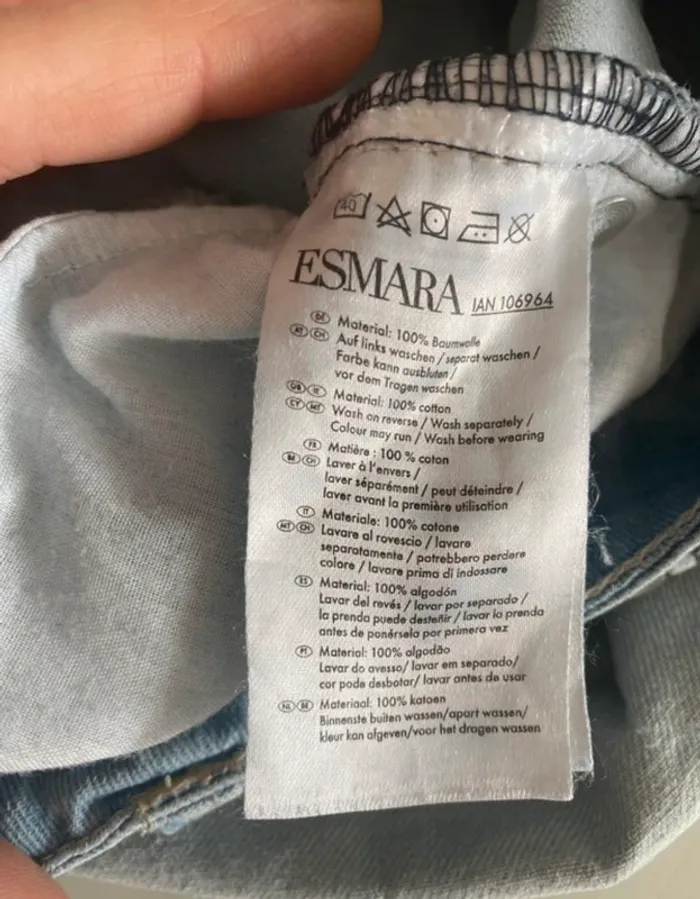 40
ESMARA IAN 106964
DE Material: 100% Baumwolle
AT CH Auf links waschen / separat waschen /
Farbe kann ausbluten /
vor dem Tragen waschen
GB IE Material: 100% cotton
CY MT Wash on reverse / Wash separately /
Colour may run / Wash before wearing
FR Matière : 100 % coton
BE CH Laver à l'envers /
laver séparément / peut déteindre /
laver avant la première utilisation
IT Materiale: 100% cotone
MT CH Lavare al rovescio / lavare
separatamente / potrebbero perdere
colore / lavare prima di indossare
ES Material: 100% algodón
Lavar del revés / lavar por separado /
la prenda puede desteñir / lavar la prenda
antes de ponérsela por primera vez
PT Material: 100% algodão
Lavar do avesso/ lavar em separado/
cor pode desbotar/ lavar antes de usar
NL BE Materiaal: 100% katoen
Binnenste buiten wassen/apart wassen/
kleur kan afgeven/voor het dragen wassen